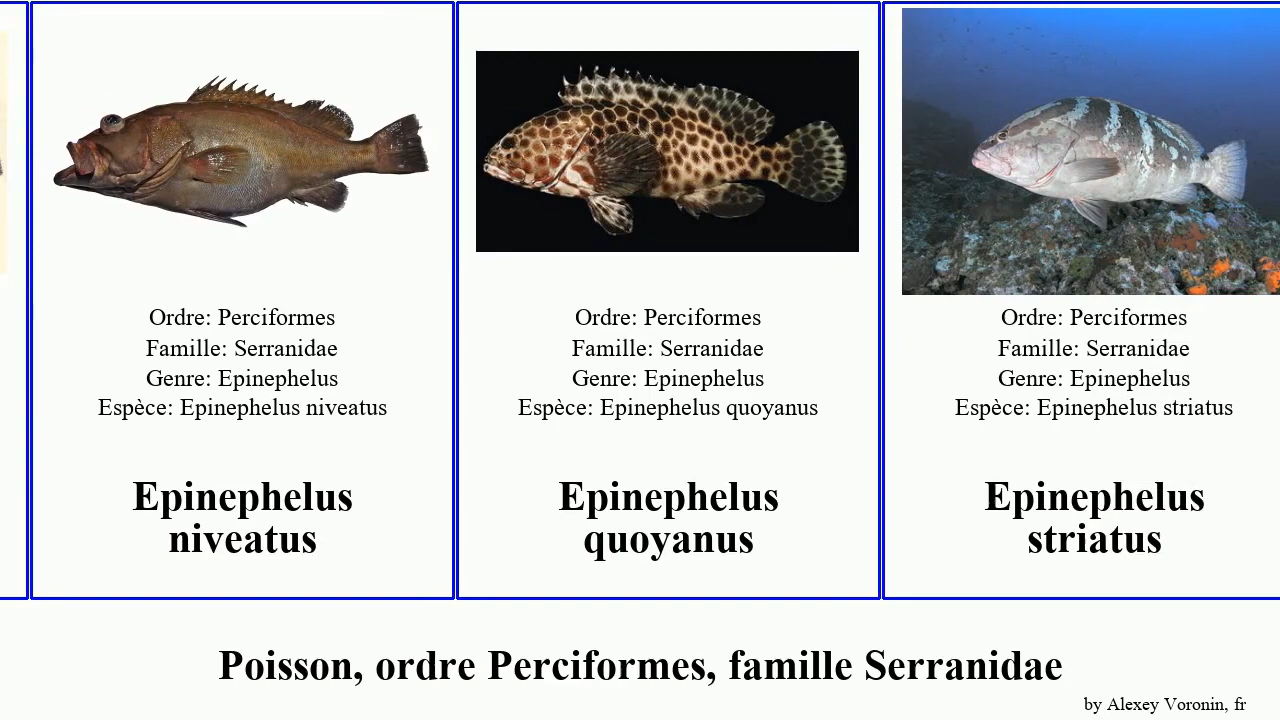 Ordre: Perciformes
Famille: Serranidae
Genre: Epinephelus
Espèce: Epinephelus niveatus
Epinephelus
niveatus
Ordre: Perciformes
Famille: Serranidae
Genre: Epinephelus
Espèce: Epinephelus quoyanus
Epinephelus
quoyanus
Ordre: Perciformes
Famille: Serranidae
Genre: Epinephelus
Espèce: Epinephelus striatus
Epinephelus
striatus
Poisson, ordre Perciformes, famille Serranidae
by Alexey Voronin, fr